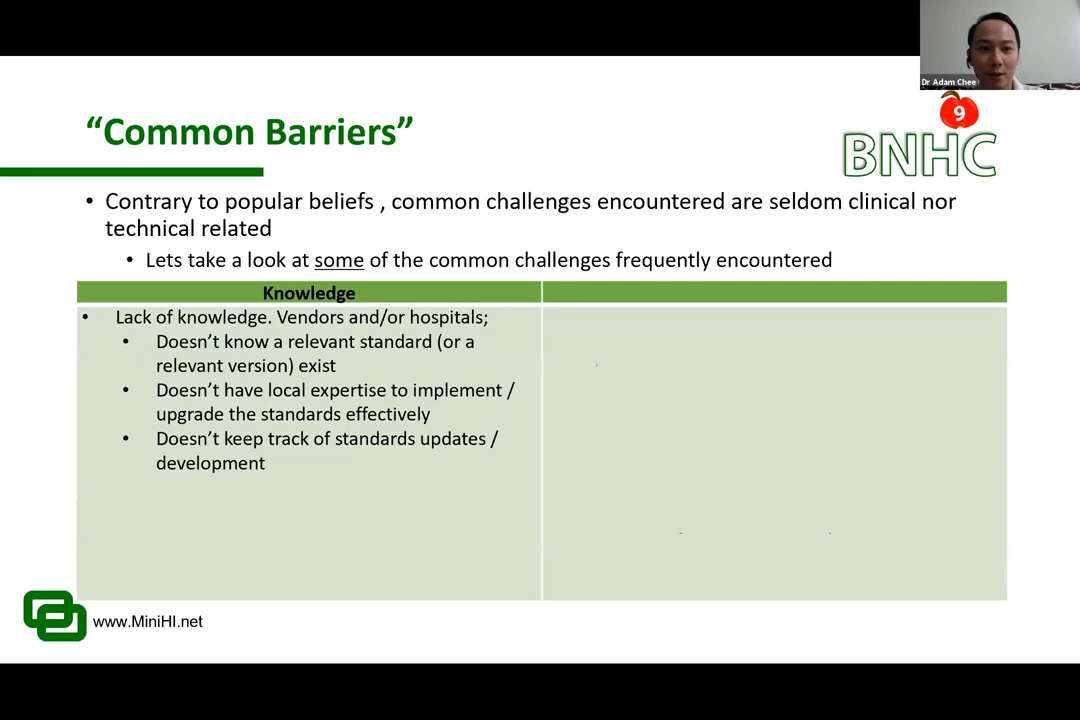 Dr Adam Chee
9
BNHC
“Common Barriers”
• Contrary to popular beliefs , common challenges encountered are seldom clinical nor
technical related
• Lets take a look at some of the common challenges frequently encountered
Knowledge
• Lack of knowledge. Vendors and/or hospitals;
• Doesn’t know a relevant standard (or a
relevant version) exist
• Doesn’t have local expertise to implement /
upgrade the standards effectively
• Doesn’t keep track of standards updates /
development
www.MiniHI.net